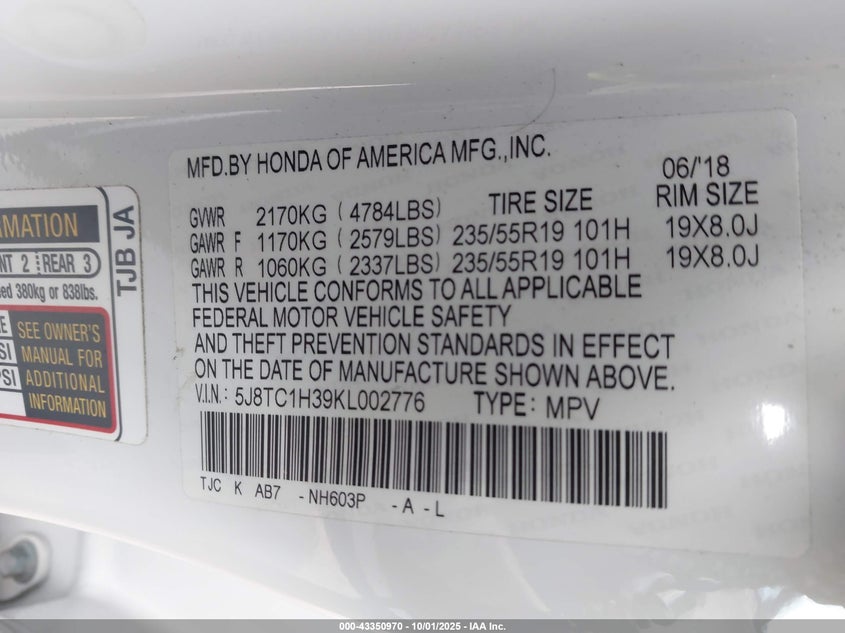 MFD.BY HONDA OF AMERICA MFG.,INC. 06/'18
GVWR 2170KG ( 4784LBS) TIRE SIZE RIM SIZE
GAWR F 1170KG ( 2579LBS) 235/55R19 101H 19X8.0J
GAWR R 1060KG ( 2337LBS) 235/55R19 101H 19X8.0J
THIS VEHICLE CONFORMS TO ALL APPLICABLE
FEDERAL MOTOR VEHICLE SAFETY
AND THEFT PREVENTION STANDARDS IN EFFECT
ON THE DATE OF MANUFACTURE SHOWN ABOVE.
V.I.N.: 5J8TC1H39KL002776 TYPE: MPV
TJC K AB7 -NH603P -A-L
TJB JA
MATION
NT 2 REAR 3
ed 380kg or 838lbs.
SEE OWNER'S
MANUAL FOR
ADDITIONAL
INFORMATION
000-43350970 - 10/01/2025 - IAA Inc.